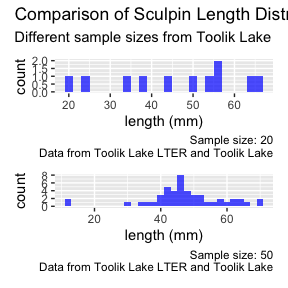 Comparison of Sculpin Length Distr
Different sample sizes from Toolik Lake
count
2.0
1.5
1.0
0.5
0.0
20 30 40 50 60
length (mm)
Sample size: 20
Data from Toolik Lake LTER and Toolik Lake
count
8
6
4
2
0
20 40 60
length (mm)
Sample size: 50
Data from Toolik Lake LTER and Toolik Lake